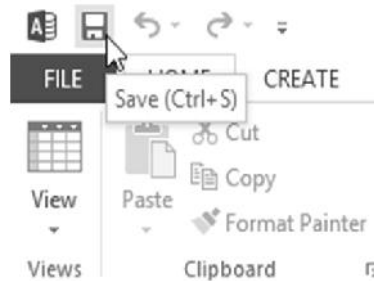 FILE HOME CREATE
Save (Ctrl+S)
Cut
Copy
View Paste
Format Painter
Views Clipboard